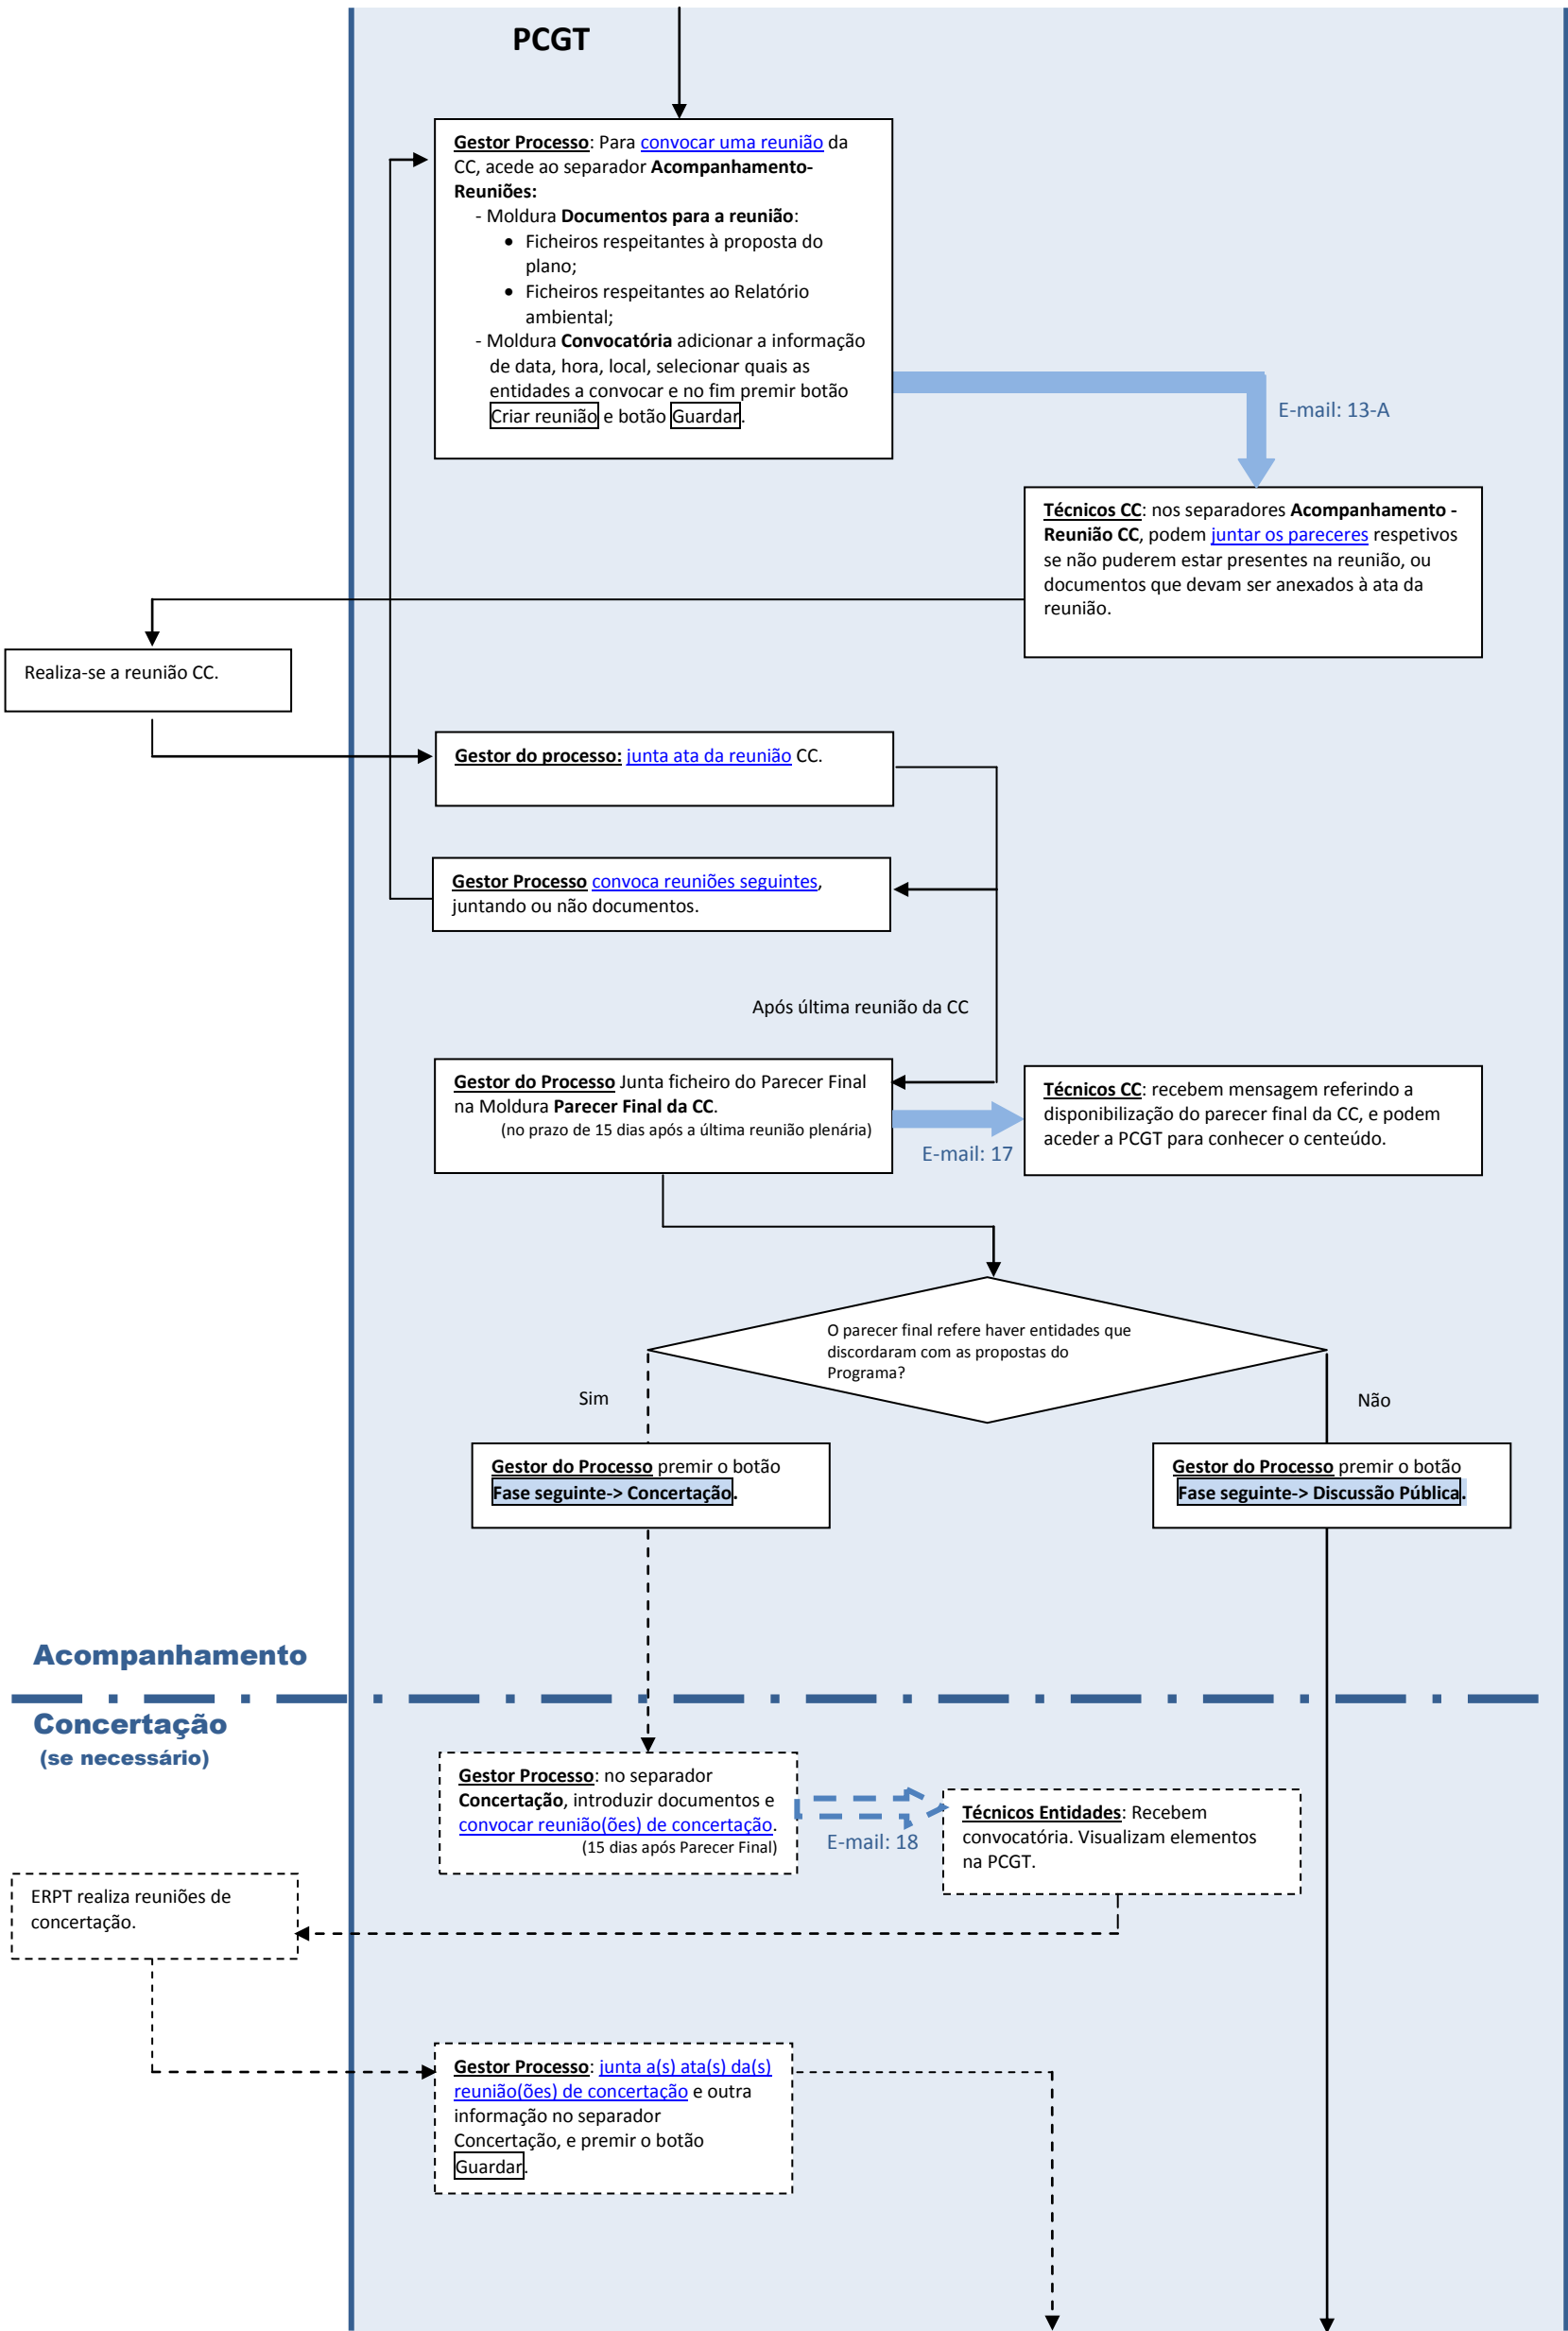 PCGT
Gestor Processo: Para convocar uma reunião da
CC, acede ao separador Acompanhamento-
Reuniões:
- Moldura Documentos para a reunião:
• Ficheiros respeitantes à proposta do
plano;
• Ficheiros respeitantes ao Relatório
ambiental;
- Moldura Convocatória adicionar a informação
de data, hora, local, selecionar quais as
entidades a convocar e no fim premir botão
Criar reunião e botão Guardar.
E-mail: 13-A
Técnicos CC: nos separadores Acompanhamento -
Reunião CC, podem juntar os pareceres respetivos
se não puderem estar presentes na reunião, ou
documentos que devam ser anexados à ata da
reunião.
Realiza-se a reunião CC.
Gestor do processo: junta ata da reunião CC.
Gestor Processo convoca reuniões seguintes,
juntando ou não documentos.
Após última reunião da CC
Gestor do Processo Junta ficheiro do Parecer Final
na Moldura Parecer Final da CC.
(no prazo de 15 dias após a última reunião plenária)
E-mail: 17
Técnicos CC: recebem mensagem referindo a
disponibilização do parecer final da CC, e podem
aceder a PCGT para conhecer o centeúdo.
O parecer final refere haver entidades que
discordaram com as propostas do
Programa?
Sim
Não
Gestor do Processo premir o botão
Fase seguinte-> Concertação.
Gestor do Processo premir o botão
Fase seguinte-> Discussão Pública.
Acompanhamento
Concertação
(se necessário)
Gestor Processo: no separador
Concertação, introduzir documentos e
convocar reunião(ões) de concertação.
(15 dias após Parecer Final)
E-mail: 18
Técnicos Entidades: Recebem
convocatória. Visualizam elementos
na PCGT.
ERPT realiza reuniões de
concertação.
Gestor Processo: junta a(s) ata(s) da(s)
reunião(ões) de concertação e outra
informação no separador
Concertação, e premir o botão
Guardar.